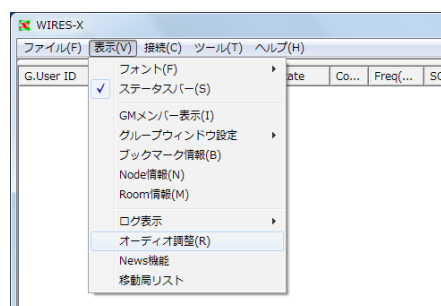 WIRES-X
ファイル(F) 表示(V) 接続(C) ツール(T) ヘルプ(H)
G.User ID ate Co... Freq(... SQ
フォント(F)
✓ ステータスバー(S)
GMメンバー表示(I)
グループウィンドウ設定
ブックマーク情報(B)
Node情報(N)
Room情報(M)
ログ表示
オーディオ調整(R)
News機能
移動局リスト